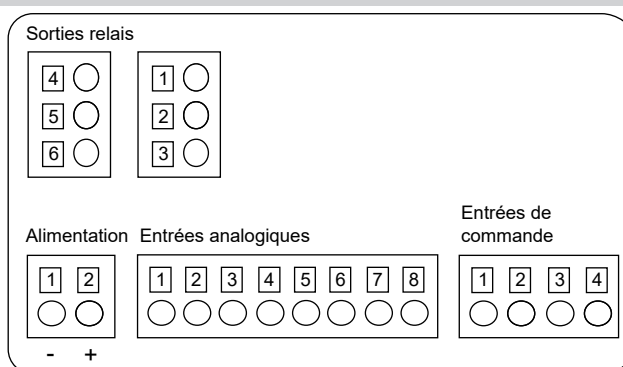 Sorties relais
4 1
5 2
6 3
Entrées de
Alimentation Entrées analogiques commande
1 2 1 2 3 4 5 6 7 8 1 2 3 4
- +